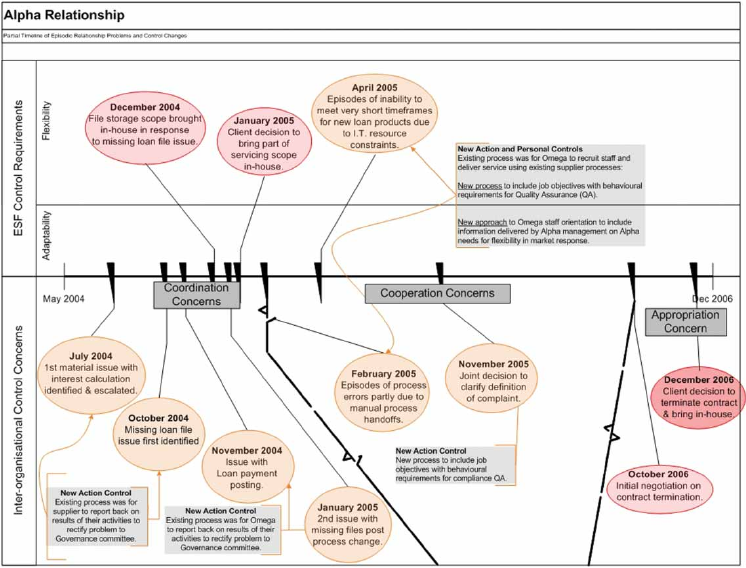 Alpha Relationship
Partial Timeline of Episodic Relationship Problems and Control Changes
ESF Control Requirements
Flexibility
Adaptability
Inter-organisational Control Concerns
December 2004
File storage scope brought
in-house in response
to missing loan file issue.
January 2005
Client decision to
bring part of
servicing scope
in-house.
April 2005
Episodes of inability to
meet very short timeframes
for new loan products due
to I.T. resource
constraints.
New Action and Personal Controls
Existing process was for Omega to recruit staff and
deliver service using existing supplier processes:
New process to include job objectives with behavioural
requirements for Quality Assurance (QA).
New approach to Omega staff orientation to include
information delivered by Alpha management on Alpha
needs for flexibility in market response.
May 2004
Coordination
Concerns
Cooperation Concerns
Dec 2006
Appropriation
Concern
July 2004
1st material issue with
interest calculation
identified & escalated.
October 2004
Missing loan file
issue first identified
November 2004
Issue with
Loan payment
posting.
January 2005
2nd issue with
missing files post
process change.
February 2005
Episodes of process
errors partly due to
manual process
handoffs.
November 2005
Joint decision to
clarify definition
of complaint.
December 2006
Client decision to
terminate contract
& bring in-house.
October 2006
Initial negotiation on
contract termination.
New Action Control
Existing process was for
supplier to report back on
results of their activities to
rectify problem to
Governance committee.
New Action Control
Existing process was for Omega
to report back on results of their
activities to rectify problem to
Governance committee.
New Action Control
New process to include job
objectives with behavioural
requirements for compliance QA.